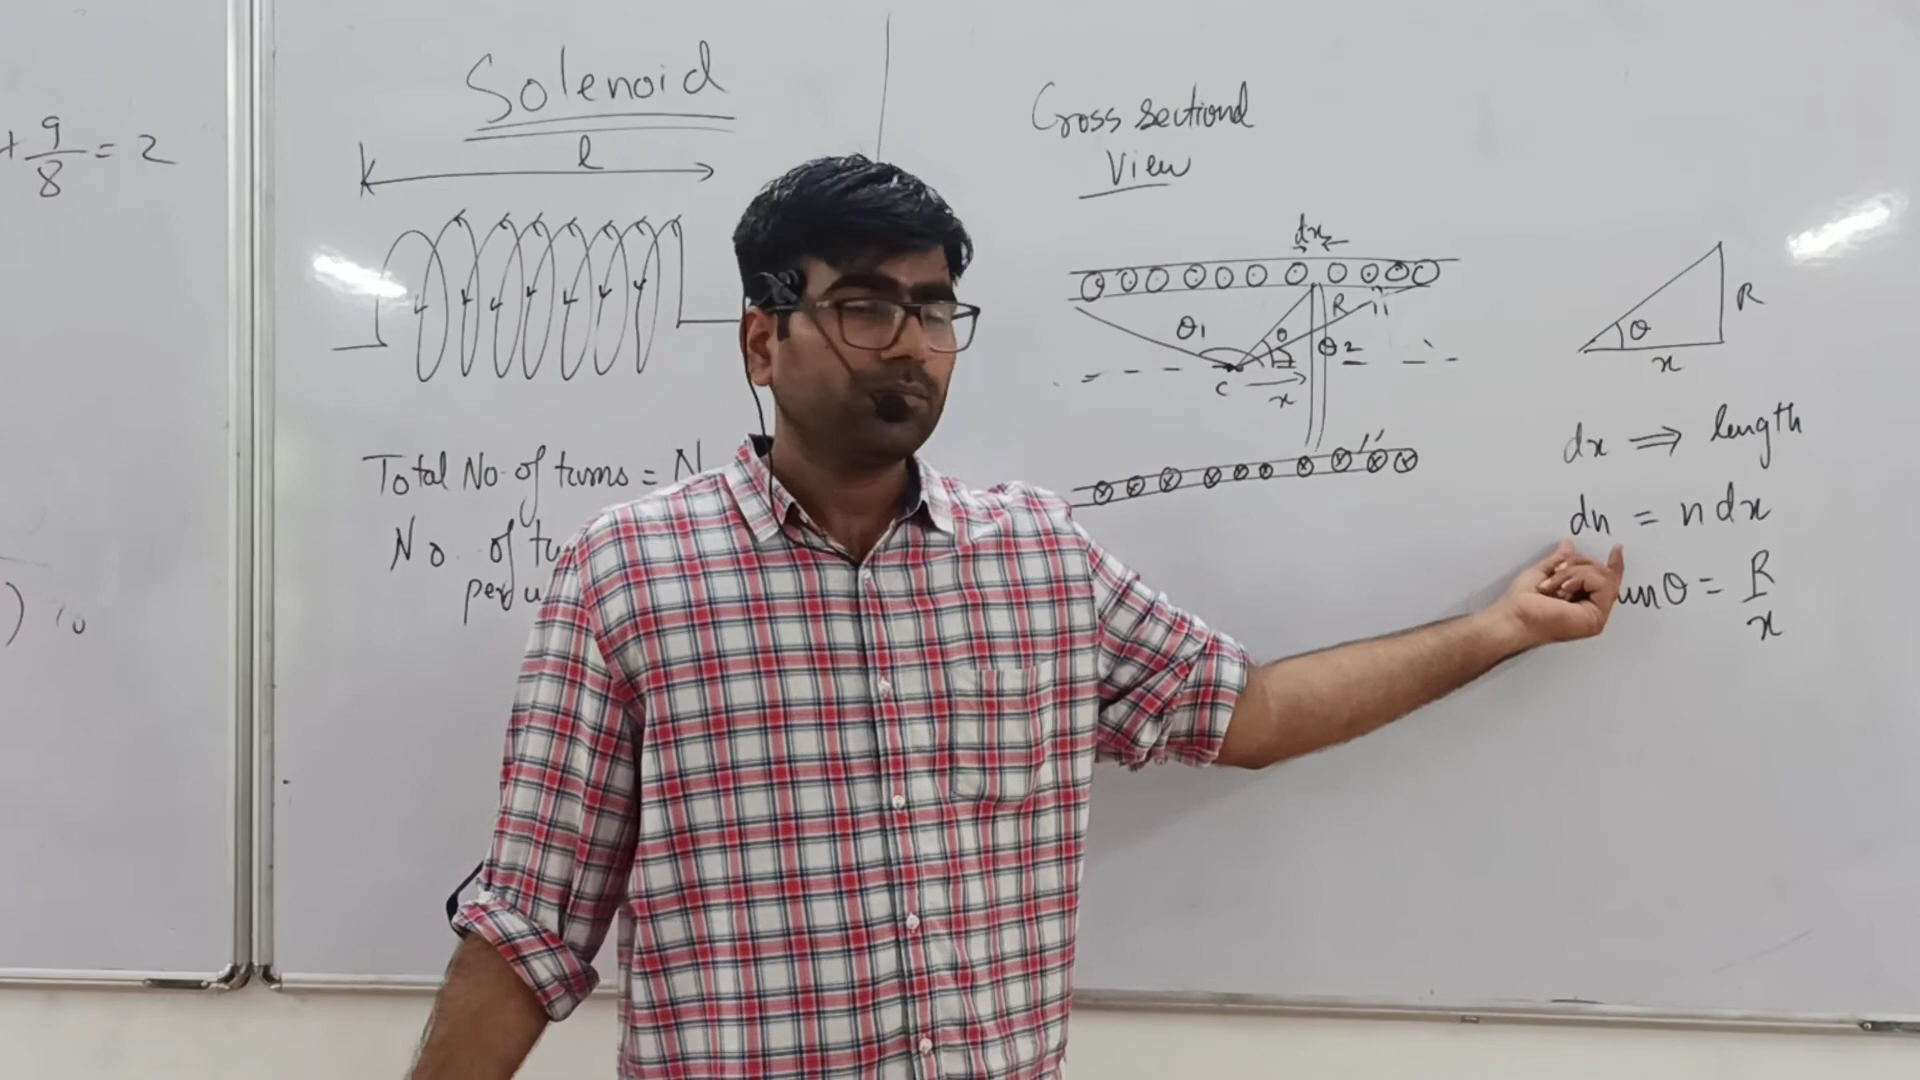 + 9/8 = 2
Solenoid
l
Total No. of turns = N
No. of tu
per u
Cross sectional
View
dx
θ1
R
θ
θ2
C
x
R
θ
x
dx ⇒ length
dn = n dx
anθ = R/x